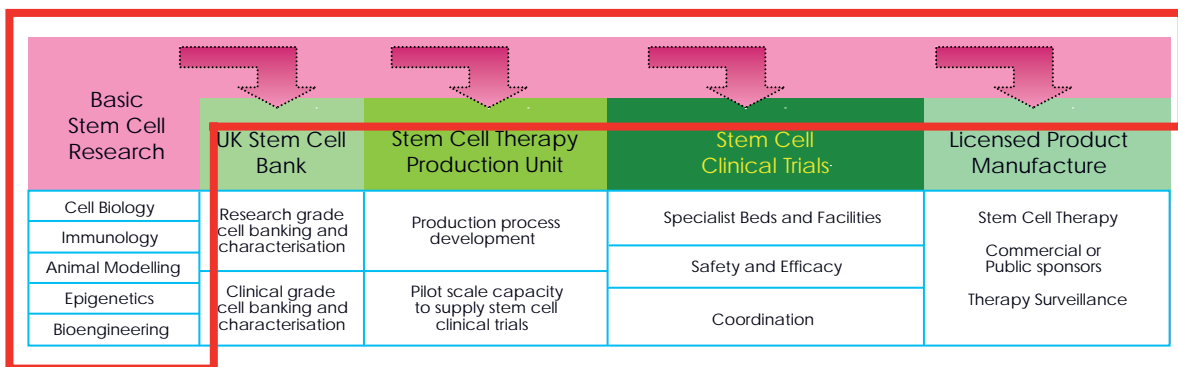 Basic
Stem Cell
Research
UK Stem Cell
Bank
Stem Cell Therapy
Production Unit
Stem Cell
Clinical Trials
Licensed Product
Manufacture
Cell Biology
Immunology
Animal Modelling
Epigenetics
Bioengineering
Research grade
cell banking and
characterisation
Clinical grade
cell banking and
characterisation
Production process
development
Pilot scale capacity
to supply stem cell
clinical trials
Specialist Beds and Facilities
Safety and Efficacy
Coordination
Stem Cell Therapy
Commercial or
Public sponsors
Therapy Surveillance